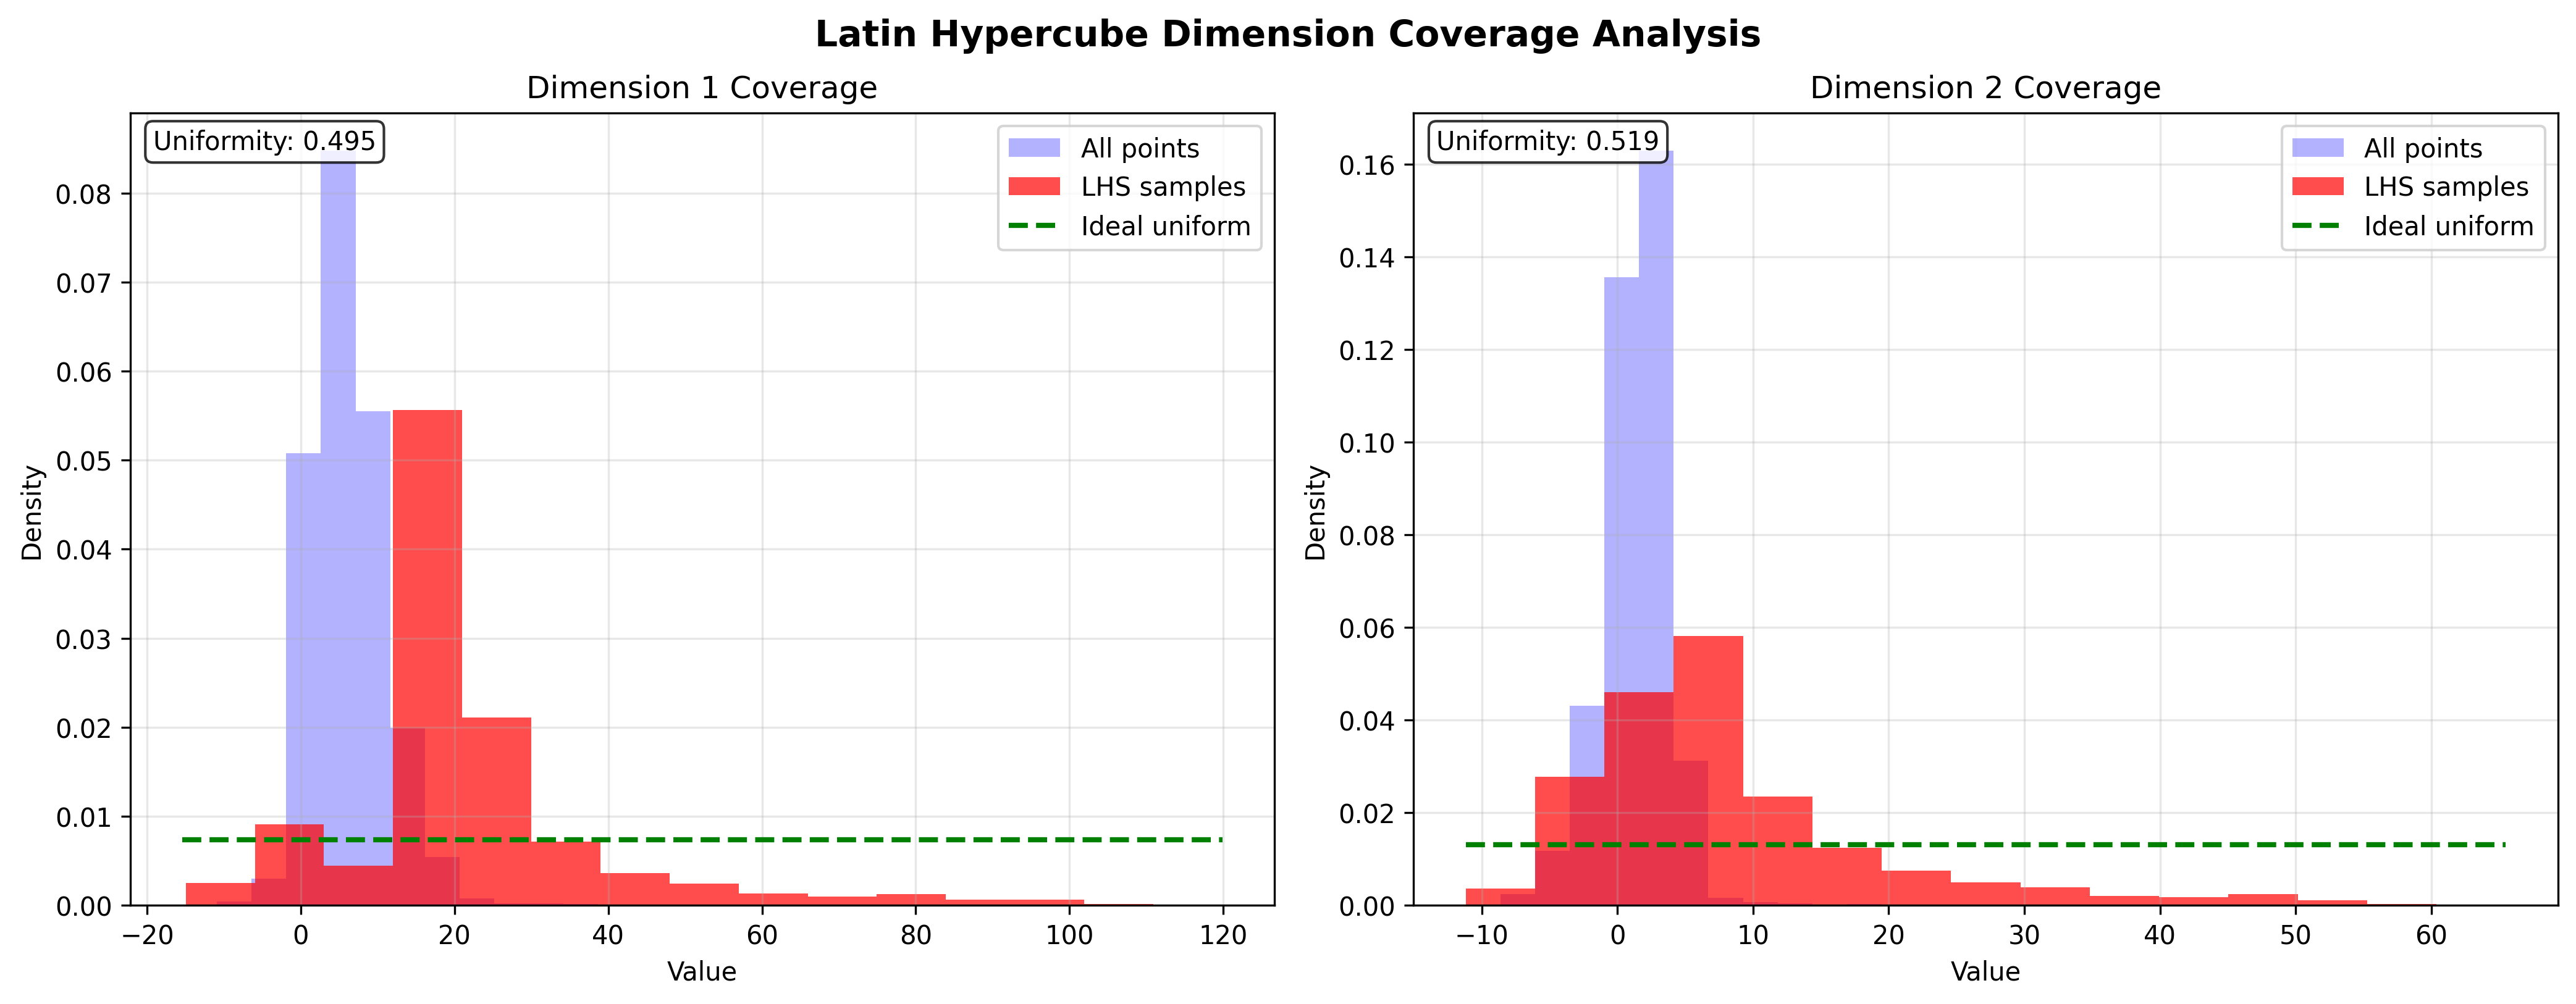 Latin Hypercube Dimension Coverage Analysis
Dimension 1 Coverage
Uniformity: 0.495
All points
LHS samples
Ideal uniform
0.08
0.07
0.06
0.05
0.04
0.03
0.02
0.01
0.00
Density
−20 0 20 40 60 80 100 120
Value
Dimension 2 Coverage
Uniformity: 0.519
All points
LHS samples
Ideal uniform
0.16
0.14
0.12
0.10
0.08
0.06
0.04
0.02
0.00
Density
−10 0 10 20 30 40 50 60
Value